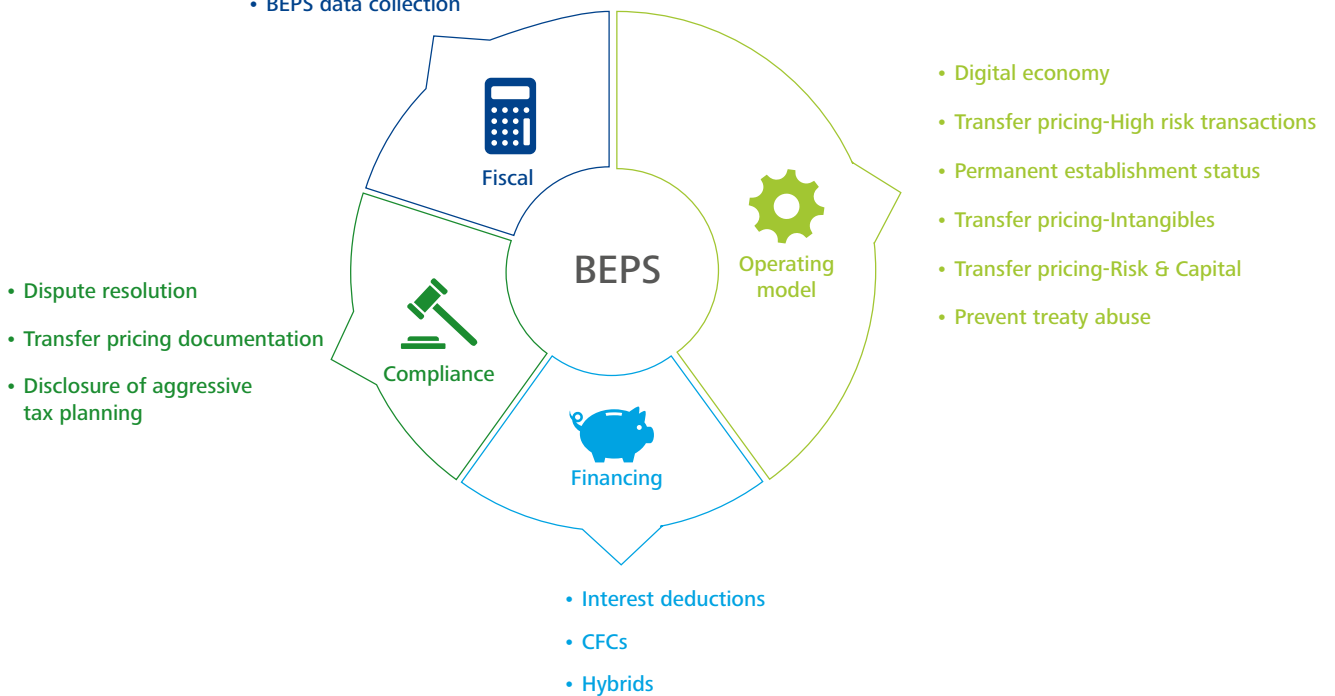 • BEPS data collection
Fiscal
BEPS
Operating
model
• Digital economy
• Transfer pricing-High risk transactions
• Permanent establishment status
• Transfer pricing-Intangibles
• Transfer pricing-Risk & Capital
• Prevent treaty abuse
• Dispute resolution
• Transfer pricing documentation
• Disclosure of aggressive
tax planning
Compliance
Financing
• Interest deductions
• CFCs
• Hybrids